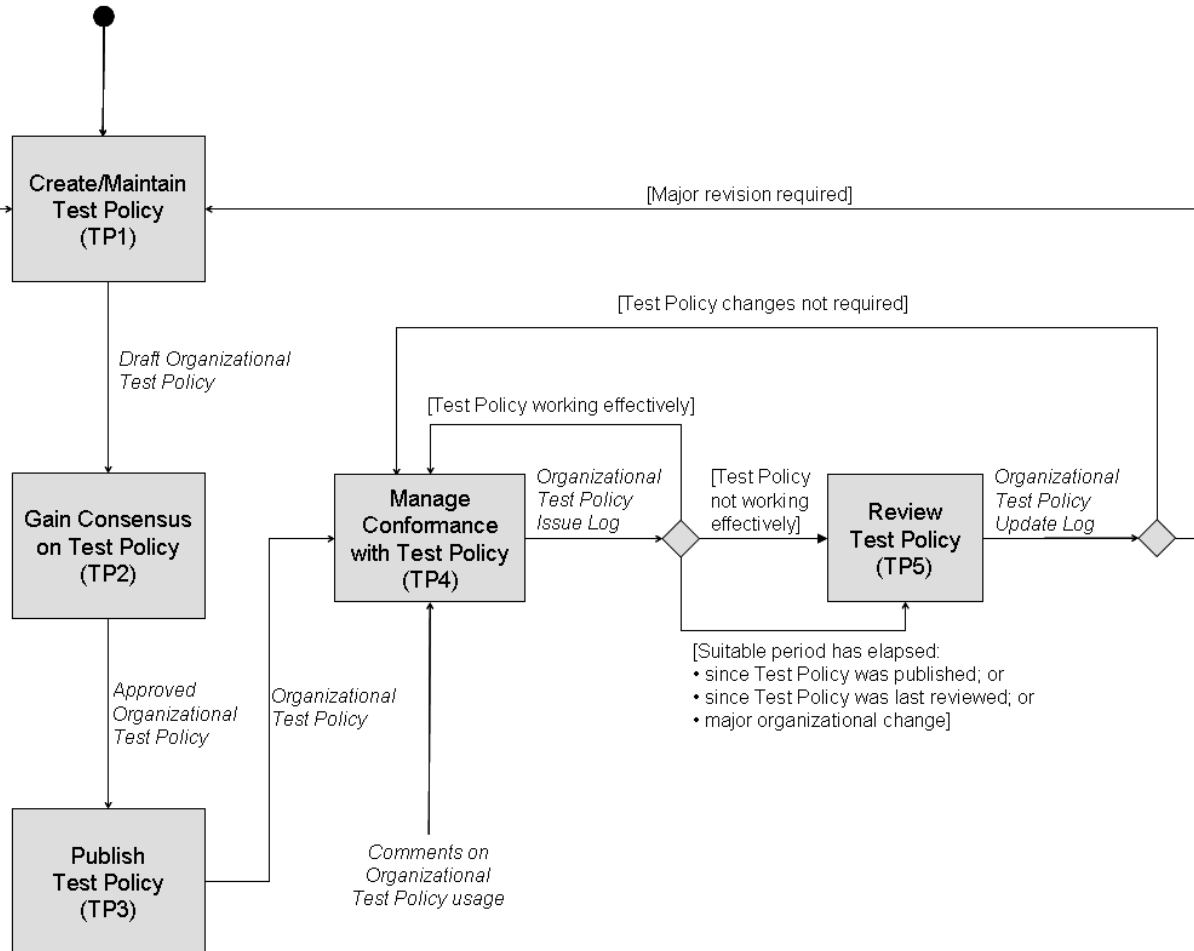 Create/Maintain
Test Policy
(TP1)
[Major revision required]
[Test Policy changes not required]
Draft Organizational
Test Policy
[Test Policy working effectively]
Gain Consensus
on Test Policy
(TP2)
Manage
Conformance
with Test Policy
(TP4)
Organizational
Test Policy
Issue Log
[Test Policy
not working
effectively]
Review
Test Policy
(TP5)
Organizational
Test Policy
Update Log
[Suitable period has elapsed:
• since Test Policy was published; or
• since Test Policy was last reviewed; or
• major organizational change]
Approved
Organizational
Test Policy
Organizational
Test Policy
Publish
Test Policy
(TP3)
Comments on
Organizational
Test Policy usage